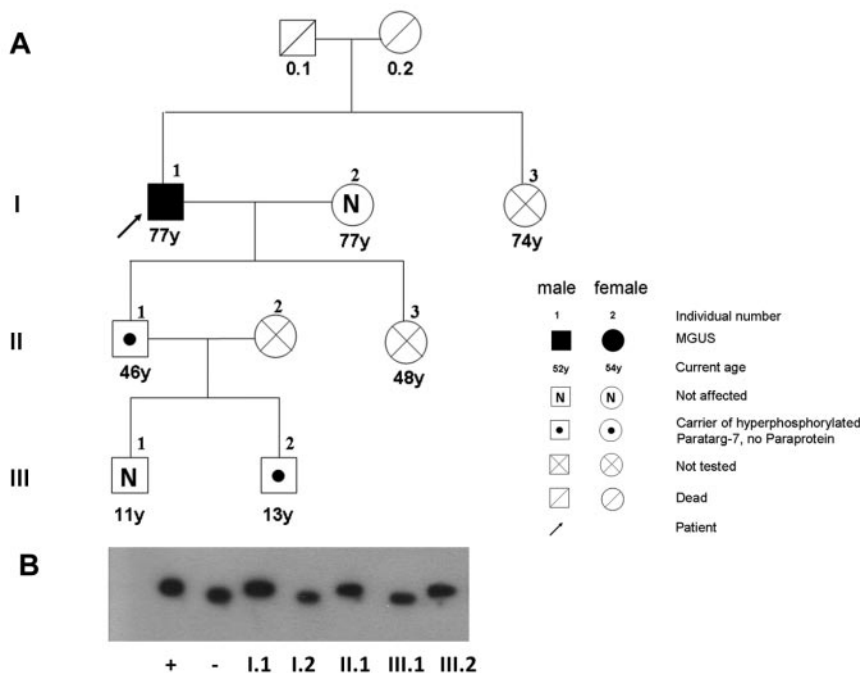 A
0.1 0.2
1 2 3
I N
77y 77y 74y
1 2 3
II
46y 48y
1 2
III N
11y 13y
male female
1 2 Individual number
MGUS
52y 54y Current age
N N Not affected
Carrier of hyperphosphorylated
Paratarg-7, no Paraprotein
Not tested
Dead
Patient
B
+ - I.1 I.2 II.1 III.1 III.2